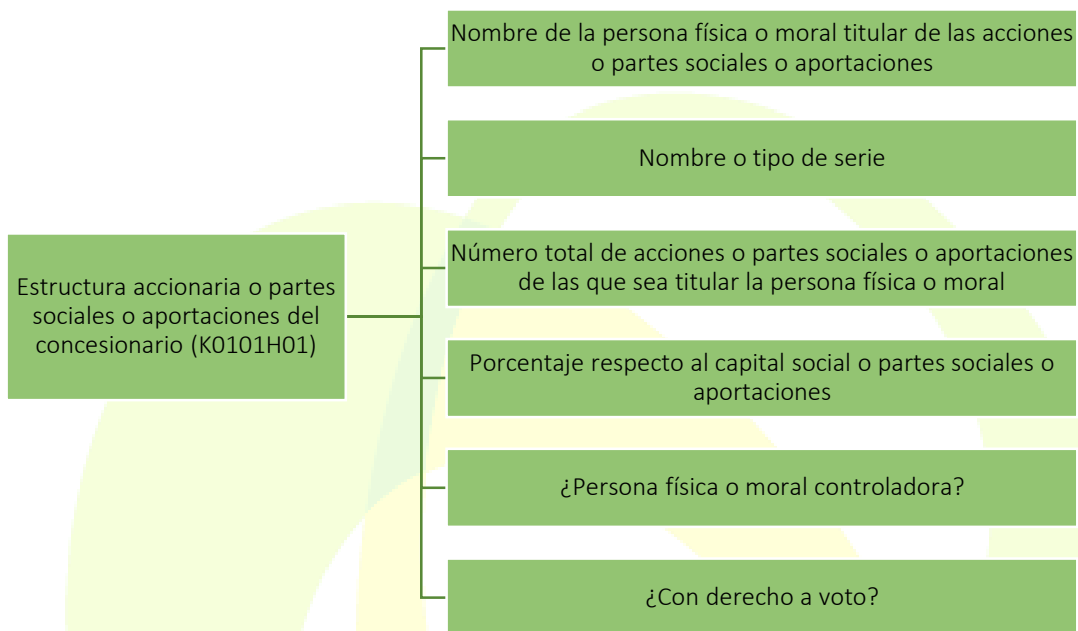 Estructura accionaria o partes
sociales o aportaciones del
concesionario (K0101H01)
Nombre de la persona física o moral titular de las acciones
o partes sociales o aportaciones
Nombre o tipo de serie
Número total de acciones o partes sociales o aportaciones
de las que sea titular la persona física o moral
Porcentaje respecto al capital social o partes sociales o
aportaciones
¿Persona física o moral controladora?
¿Con derecho a voto?